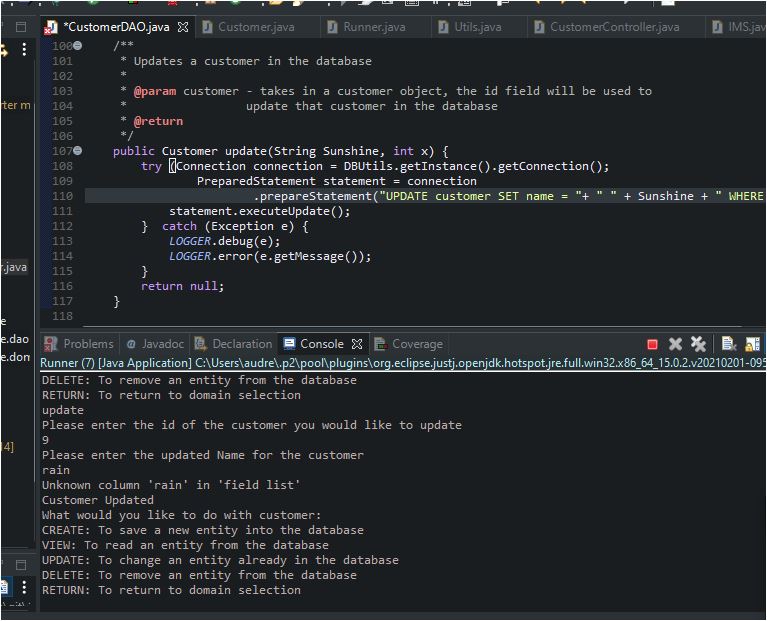 *CustomerDAO.java Customer.java Runner.java Utils.java CustomerController.java IMS.jav
100 /**
101 * Updates a customer in the database
102 *
103 * @param customer - takes in a customer object, the id field will be used to
104 * update that customer in the database
105 * @return
106 */
107 public Customer update(String Sunshine, int x) {
108 try (Connection connection = DBUtils.getInstance().getConnection();
109 PreparedStatement statement = connection
110 .prepareStatement("UPDATE customer SET name = "+ " " + Sunshine + " WHERE
111 statement.executeUpdate();
112 } catch (Exception e) {
113 LOGGER.debug(e);
114 LOGGER.error(e.getMessage());
115 }
116 return null;
117 }
118
rter m
r.java
e
e.dao
e.dom
14]
Problems Javadoc Declaration Console Coverage
Runner (7) [Java Application] C:\Users\audre\.p2\pool\plugins\org.eclipse.justj.openjdk.hotspot.jre.full.win32.x86_64_15.0.2.v20210201-095
DELETE: To remove an entity from the database
RETURN: To return to domain selection
update
Please enter the id of the customer you would like to update
9
Please enter the updated Name for the customer
rain
Unknown column 'rain' in 'field list'
Customer Updated
What would you like to do with customer:
CREATE: To save a new entity into the database
VIEW: To read an entity from the database
UPDATE: To change an entity already in the database
DELETE: To remove an entity from the database
RETURN: To return to domain selection